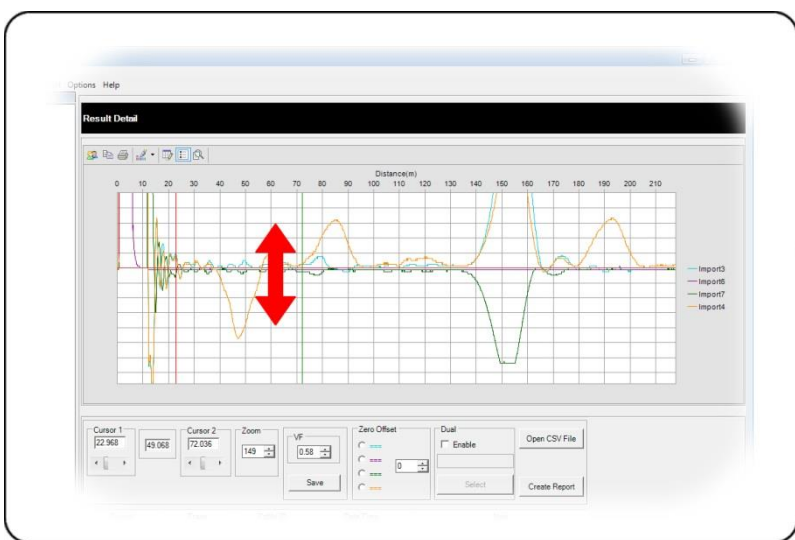 Options Help
Result Detail
Distance(m)
0 10 20 30 40 50 60 70 80 90 100 110 120 130 140 150 160 170 180 190 200 210
Import3
Import6
Import7
Import4
Cursor 1 Cursor 2 Zoom VF Zero Offset Dual
22.968 49.068 72.036 149 0.58 0 Enable Open CSV File
Save Select Create Report